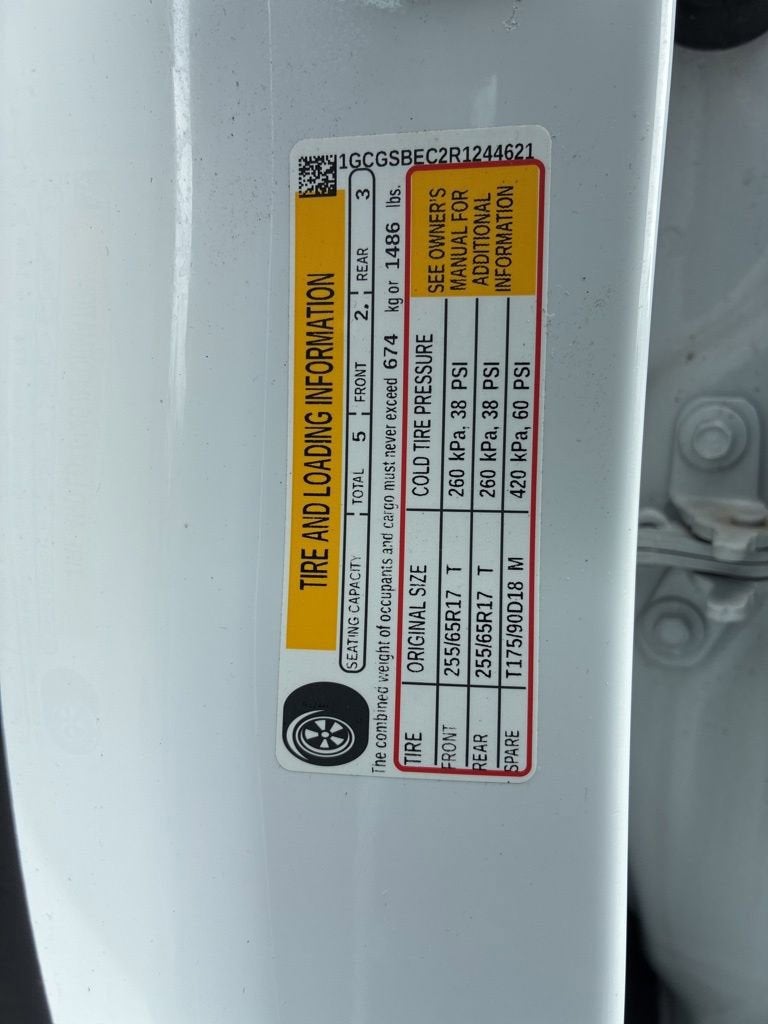 1GCGSBEC2R1244621
TIRE AND LOADING INFORMATION
SEATING CAPACITY TOTAL 5 FRONT 2. REAR 3
The combined weight of occupants and cargo must never exceed 674 kg or 1486 lbs.
TIRE ORIGINAL SIZE COLD TIRE PRESSURE
FRONT 255/65R17 T 260 kPa, 38 PSI
REAR 255/65R17 T 260 kPa, 38 PSI
SPARE T175/90D18 M 420 kPa, 60 PSI
SEE OWNER'S
MANUAL FOR
ADDITIONAL
INFORMATION